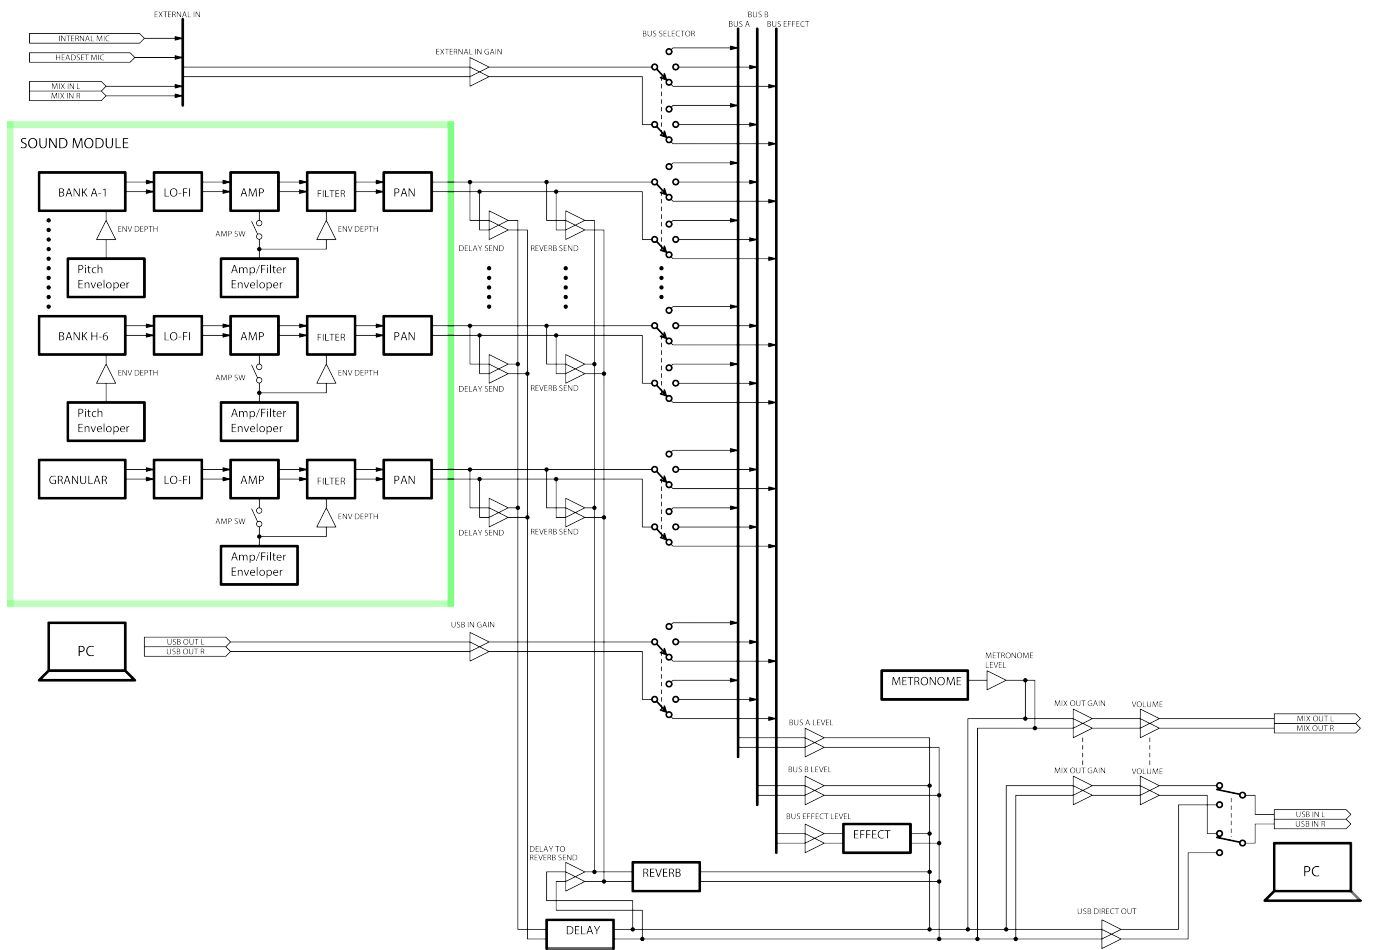 EXTERNAL IN
INTERNAL MIC
HEADSET MIC
MIX IN L
MIX IN R
EXTERNAL IN GAIN
BUS SELECTOR
BUS B
BUS A
BUS EFFECT
SOUND MODULE
BANK A-1
LO-FI
AMP
FILTER
PAN
ENV DEPTH
AMP SW
ENV DEPTH
Pitch
Enveloper
Amp/Filter
Enveloper
DELAY SEND
REVERB SEND
BANK H-6
LO-FI
AMP
FILTER
PAN
ENV DEPTH
AMP SW
ENV DEPTH
Pitch
Enveloper
Amp/Filter
Enveloper
DELAY SEND
REVERB SEND
GRANULAR
LO-FI
AMP
FILTER
PAN
AMP SW
ENV DEPTH
Amp/Filter
Enveloper
DELAY SEND
REVERB SEND
PC
USB OUT L
USB OUT R
USB IN GAIN
METRONOME
METRONOME
LEVEL
MIX OUT GAIN
VOLUME
MIX OUT L
MIX OUT R
BUS A LEVEL
BUS B LEVEL
MIX OUT GAIN
VOLUME
BUS EFFECT LEVEL
EFFECT
USB IN L
USB IN R
PC
DELAY TO
REVERB SEND
REVERB
DELAY
USB DIRECT OUT